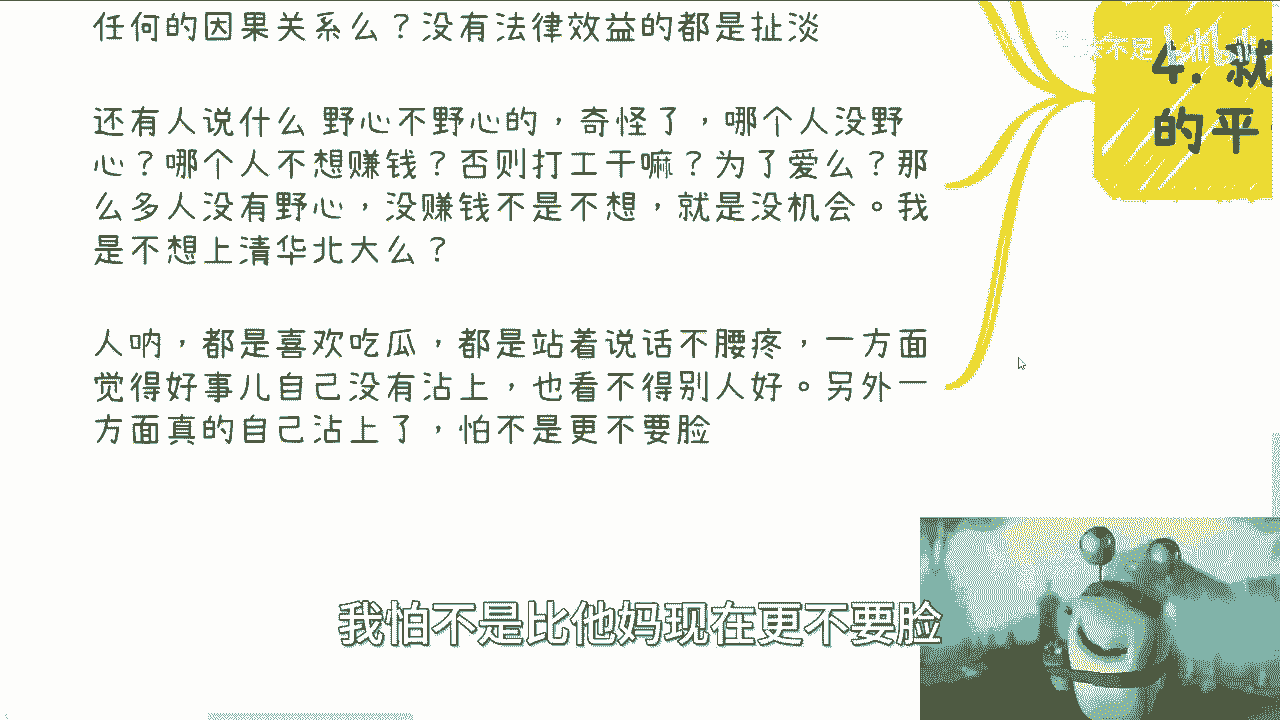 任何的因果关系么？没有法律效益的都是扯淡
还有人说什么 野心不野心的，奇怪了，哪个人没野
心？哪个人不想赚钱？否则打工干嘛？为了爱么？那
么多人没有野心，没赚钱不是不想，就是没机会。我
是不想上清华北大么？
人呐，都是喜欢吃瓜，都是站着说话不腰疼，一方面
觉得好事儿自己没有沾上，也看不得别人好。另外一
方面真的自己沾上了，怕不是更不要脸
4. 就
的平
我怕不是比他妈现在更不要脸